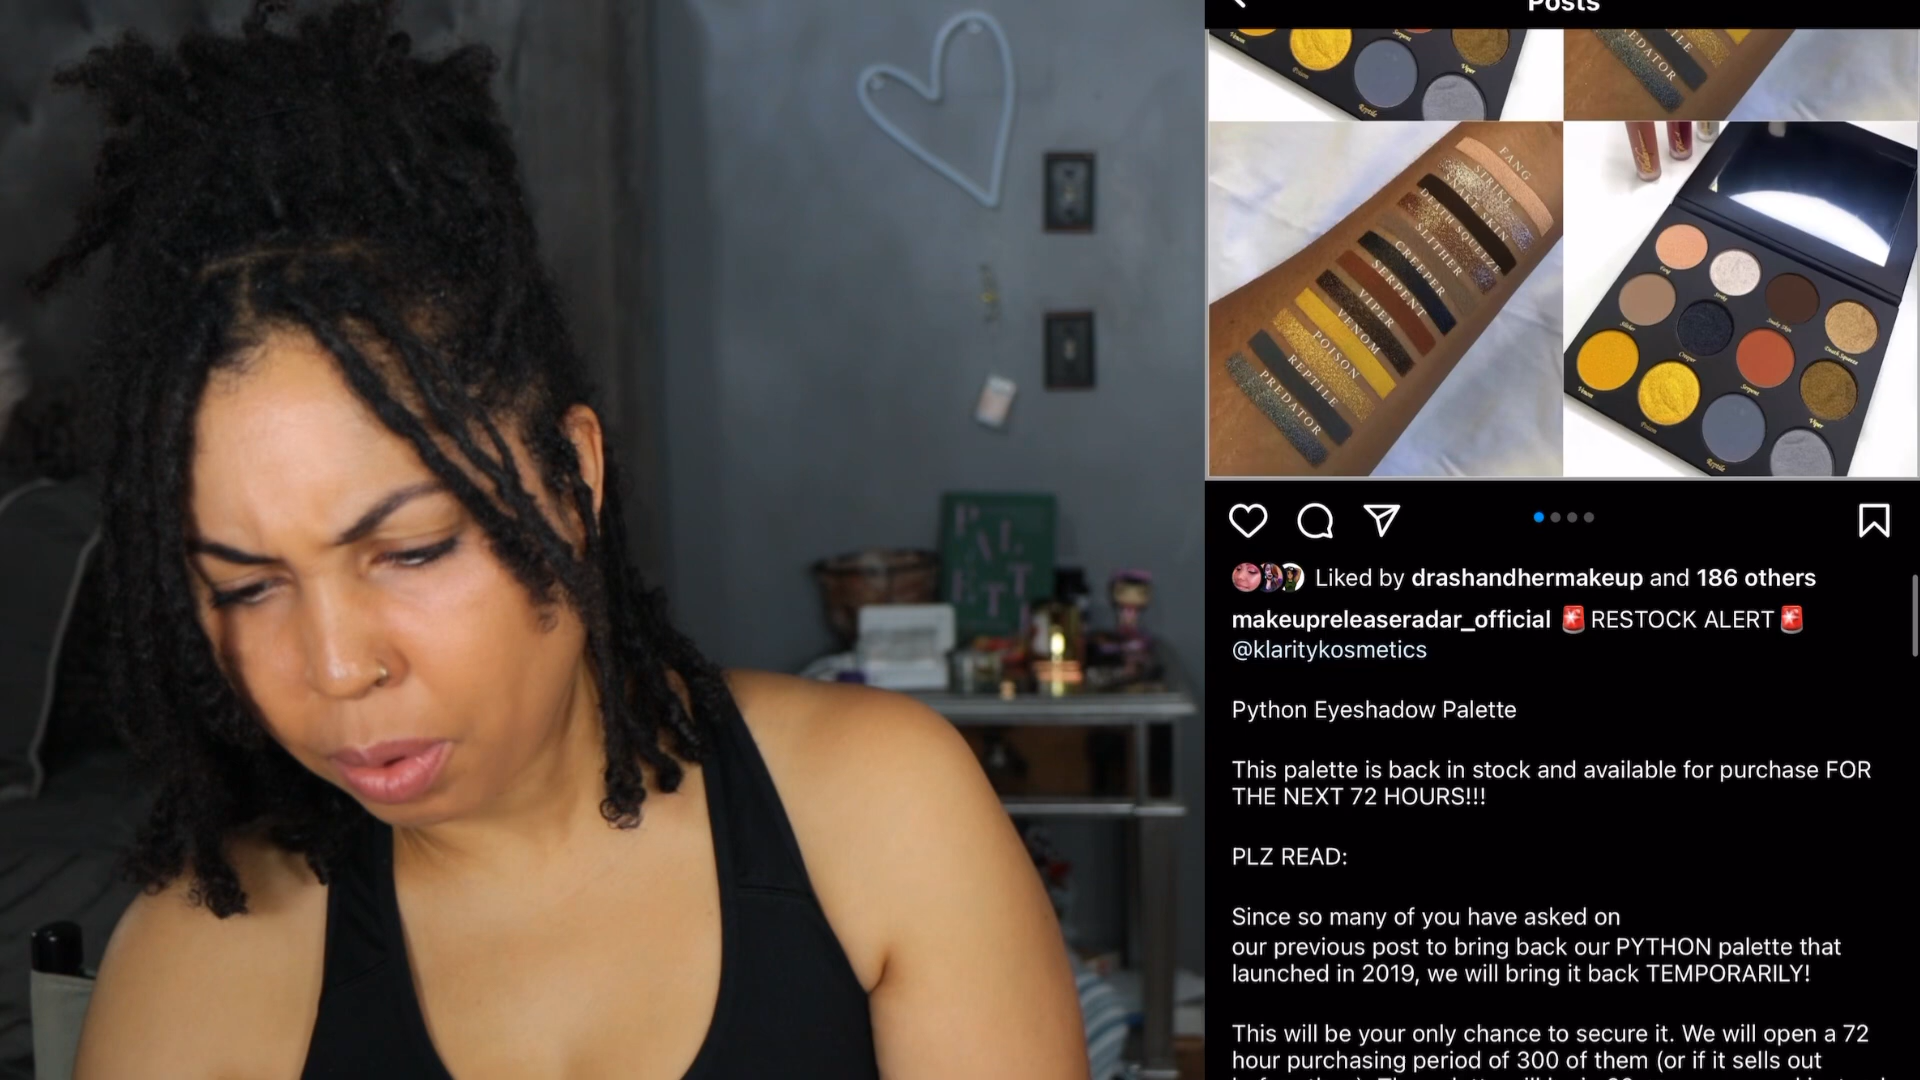 Posts
PREDATOR
FANG
STRIKE
SNAKE SKIN
DEATH SQUEEZE
SLITHER
CREEPER
SERPENT
VIPER
VENOM
POISON
REPTILE
PREDATOR
Liked by drashandhermakeup and 186 others
makeupreleaseradar_official 🚨 RESTOCK ALERT 🚨
@klaritykosmetics
Python Eyeshadow Palette
This palette is back in stock and available for purchase FOR
THE NEXT 72 HOURS!!!
PLZ READ:
Since so many of you have asked on
our previous post to bring back our PYTHON palette that
launched in 2019, we will bring it back TEMPORARILY!
This will be your only chance to secure it. We will open a 72
hour purchasing period of 300 of them (or if it sells out